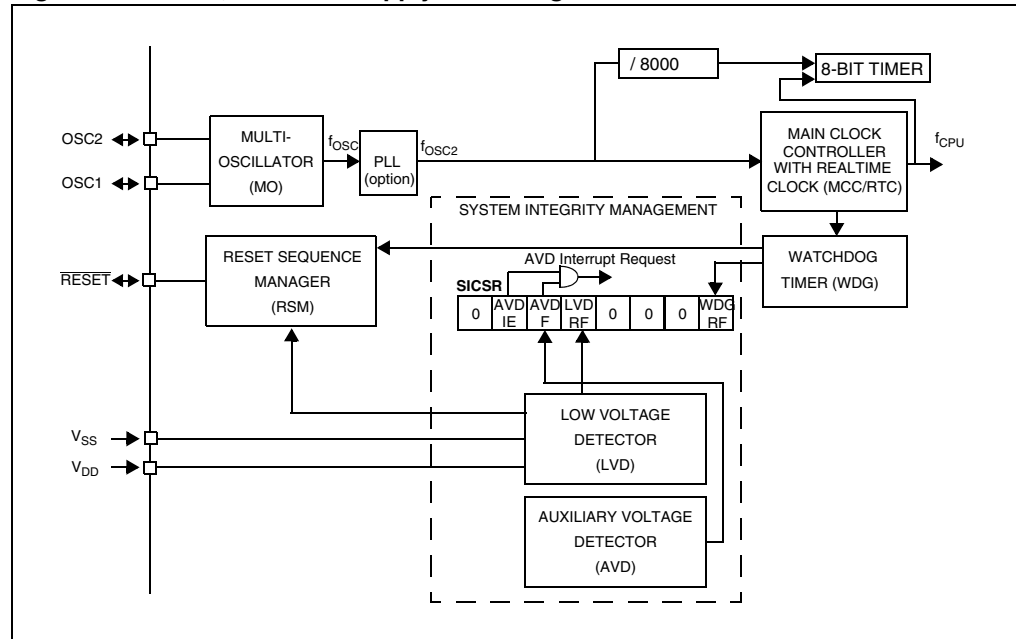 / 8000
8-BIT TIMER
OSC2
OSC1
MULTI-
OSCILLATOR
(MO)
fOSC
PLL
(option)
fOSC2
MAIN CLOCK
CONTROLLER
WITH REALTIME
CLOCK (MCC/RTC)
fCPU
SYSTEM INTEGRITY MANAGEMENT
RESET
RESET SEQUENCE
MANAGER
(RSM)
AVD Interrupt Request
WATCHDOG
TIMER (WDG)
SICSR
0 AVD IE AVD F LVD RF 0 0 0 WDG RF
LOW VOLTAGE
DETECTOR
(LVD)
VSS
VDD
AUXILIARY VOLTAGE
DETECTOR
(AVD)